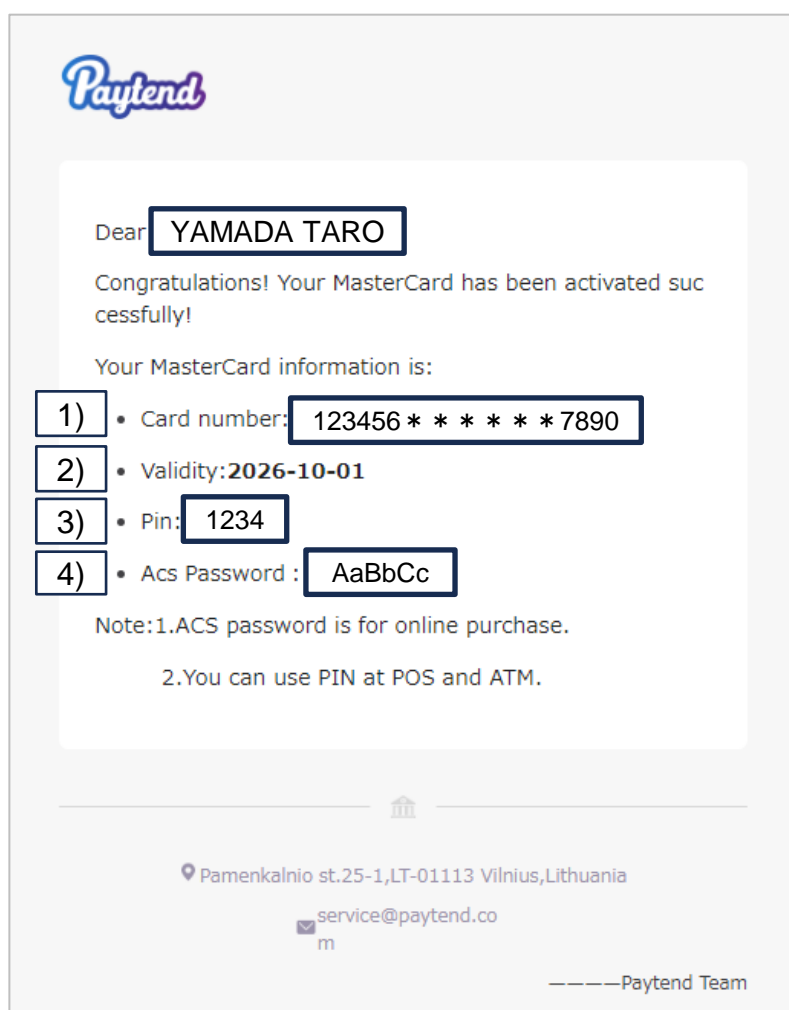 Paytend
Dear YAMADA TARO
Congratulations! Your MasterCard has been activated suc
cessfully!
Your MasterCard information is:
1) • Card number: 123456＊＊＊＊＊＊7890
2) • Validity:2026-10-01
3) • Pin: 1234
4) • Acs Password : AaBbCc
Note:1.ACS password is for online purchase.
2.You can use PIN at POS and ATM.
Pamenkalnio st.25-1,LT-01113 Vilnius,Lithuania
service@paytend.co
m
————Paytend Team